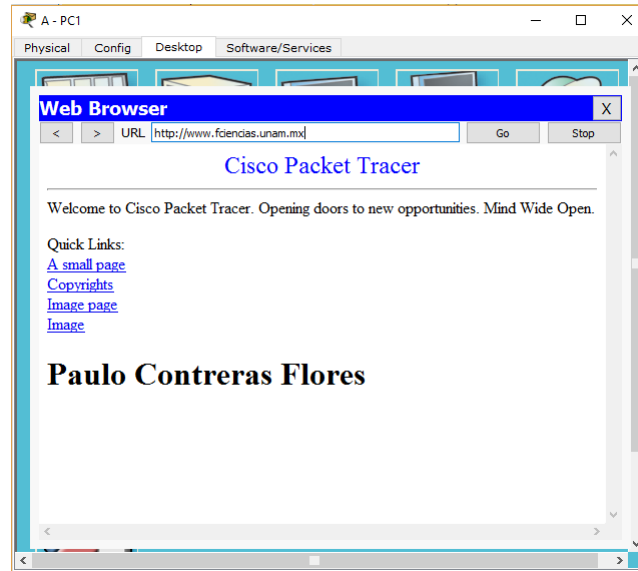 A - PC1
Physical Config Desktop Software/Services
Web Browser X
< > URL http://www.fciencias.unam.mx Go Stop
Cisco Packet Tracer
Welcome to Cisco Packet Tracer. Opening doors to new opportunities. Mind Wide Open.
Quick Links:
A small page
Copyrights
Image page
Image
Paulo Contreras Flores